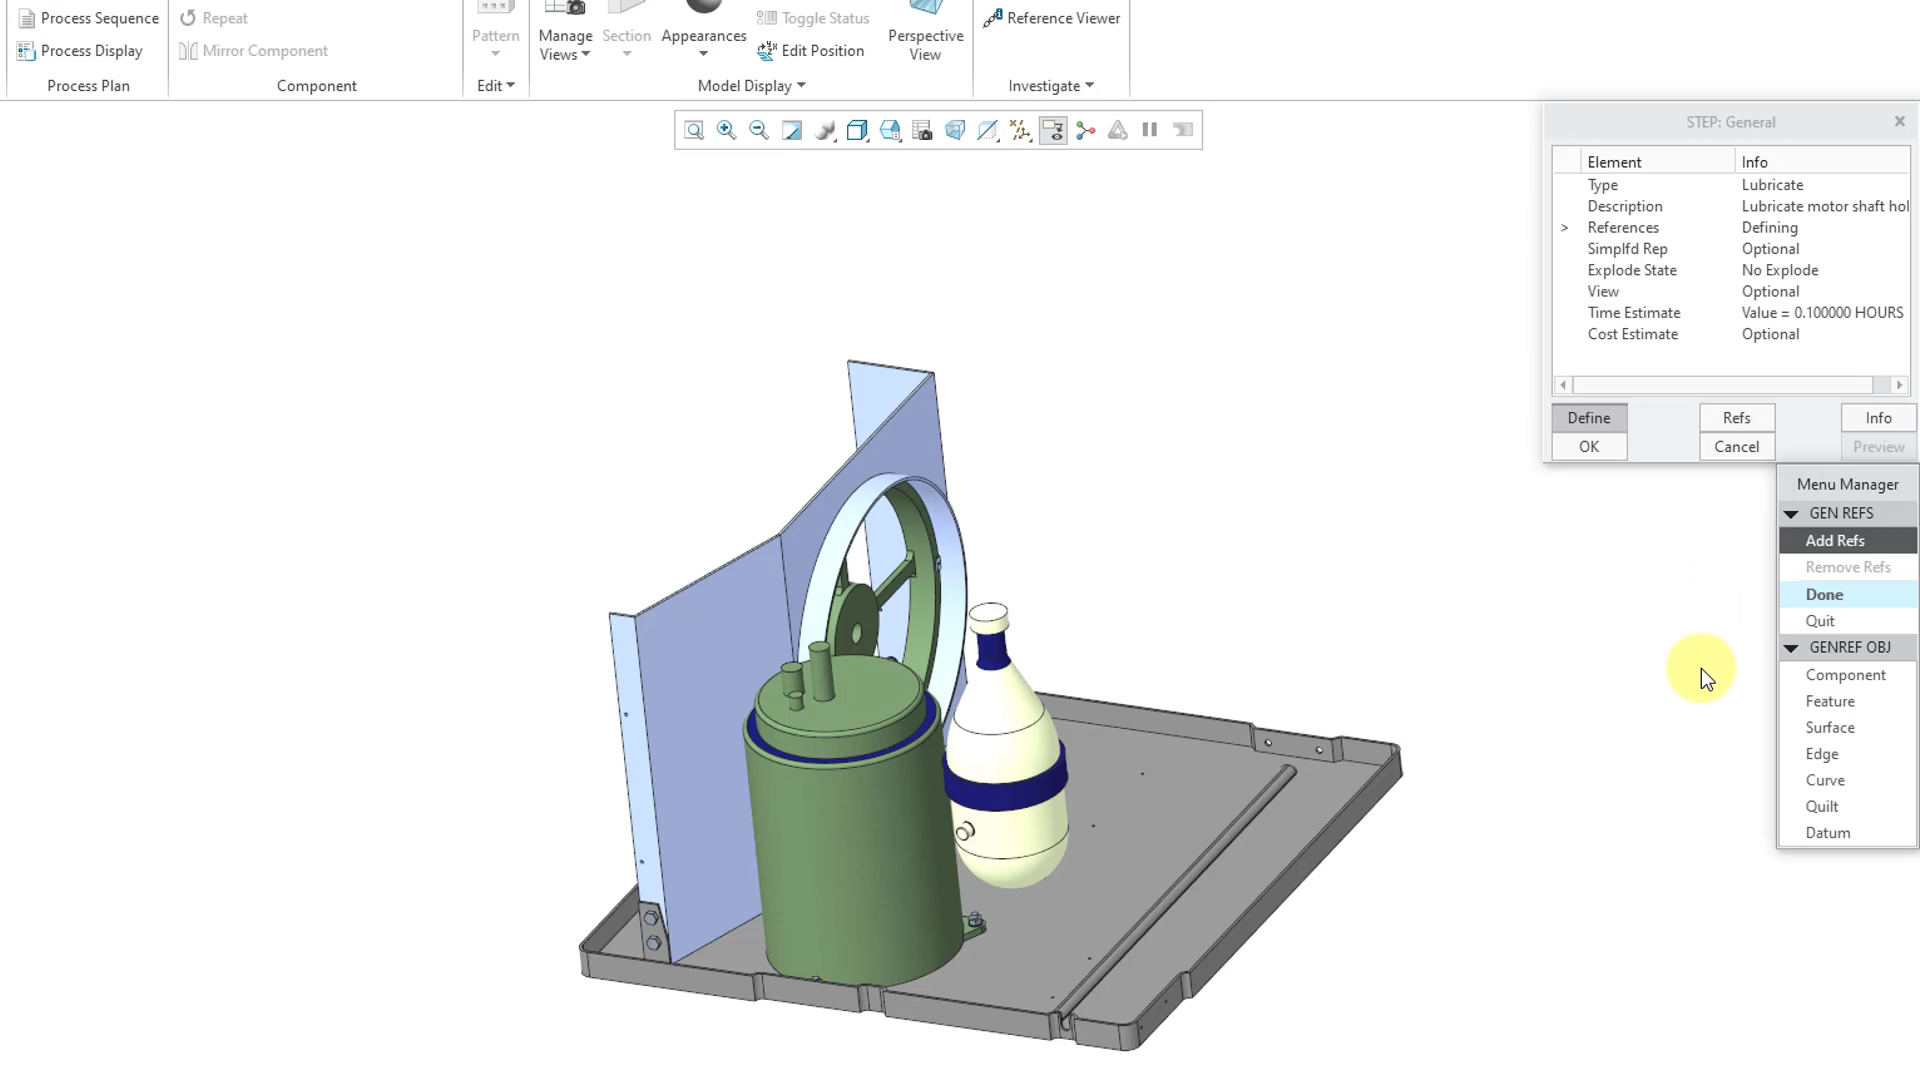 Process Sequence
Repeat
Process Display
Mirror Component
Process Plan
Component
Pattern
Edit
Manage
Views
Section
Appearances
Toggle Status
Edit Position
Perspective
View
Model Display
Reference Viewer
Investigate
STEP: General
Element Info
Type Lubricate
Description Lubricate motor shaft hol
> References Defining
Simplfd Rep Optional
Explode State No Explode
View Optional
Time Estimate Value = 0.100000 HOURS
Cost Estimate Optional
Define Refs Info
OK Cancel Preview
Menu Manager
GEN REFS
Add Refs
Remove Refs
Done
Quit
GENREF OBJ
Component
Feature
Surface
Edge
Curve
Quilt
Datum